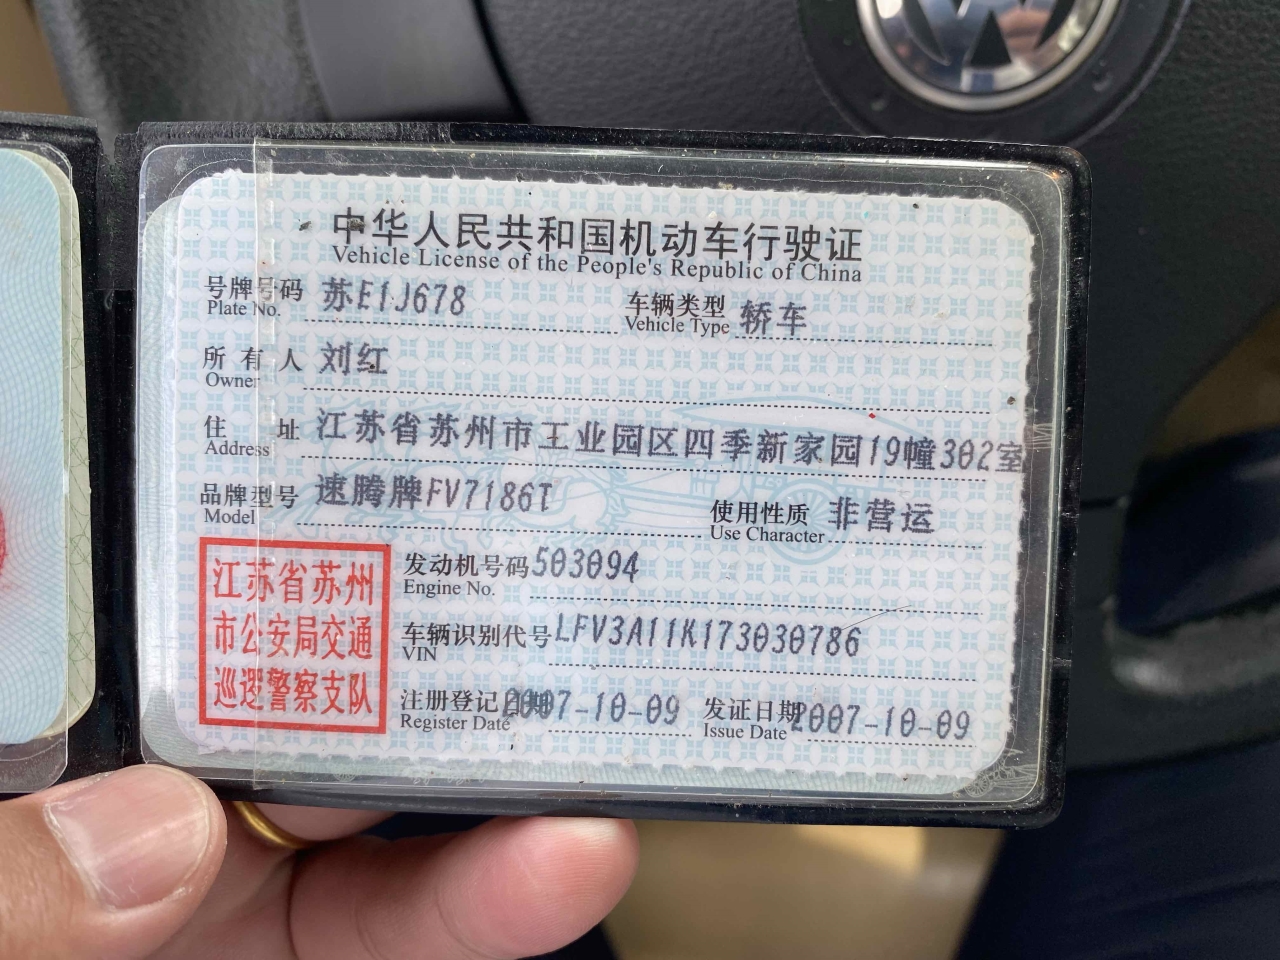 中华人民共和国机动车行驶证
Vehicle License of the People's Republic of China
号牌号码 苏E1J678 车辆类型 轿车
Plate No. Vehicle Type
所有人 刘红
Owner
住址 江苏省苏州市工业园区四季新家园19幢302室
Address
品牌型号 速腾牌FV7186T 使用性质 非营运
Model Use Character
发动机号码 503094
Engine No.
车辆识别代号 LFV3A11K173030786
VIN
注册登记日期 2007-10-09 发证日期 2007-10-09
Register Date Issue Date
江苏省苏州
市公安局交通
巡逻警察支队